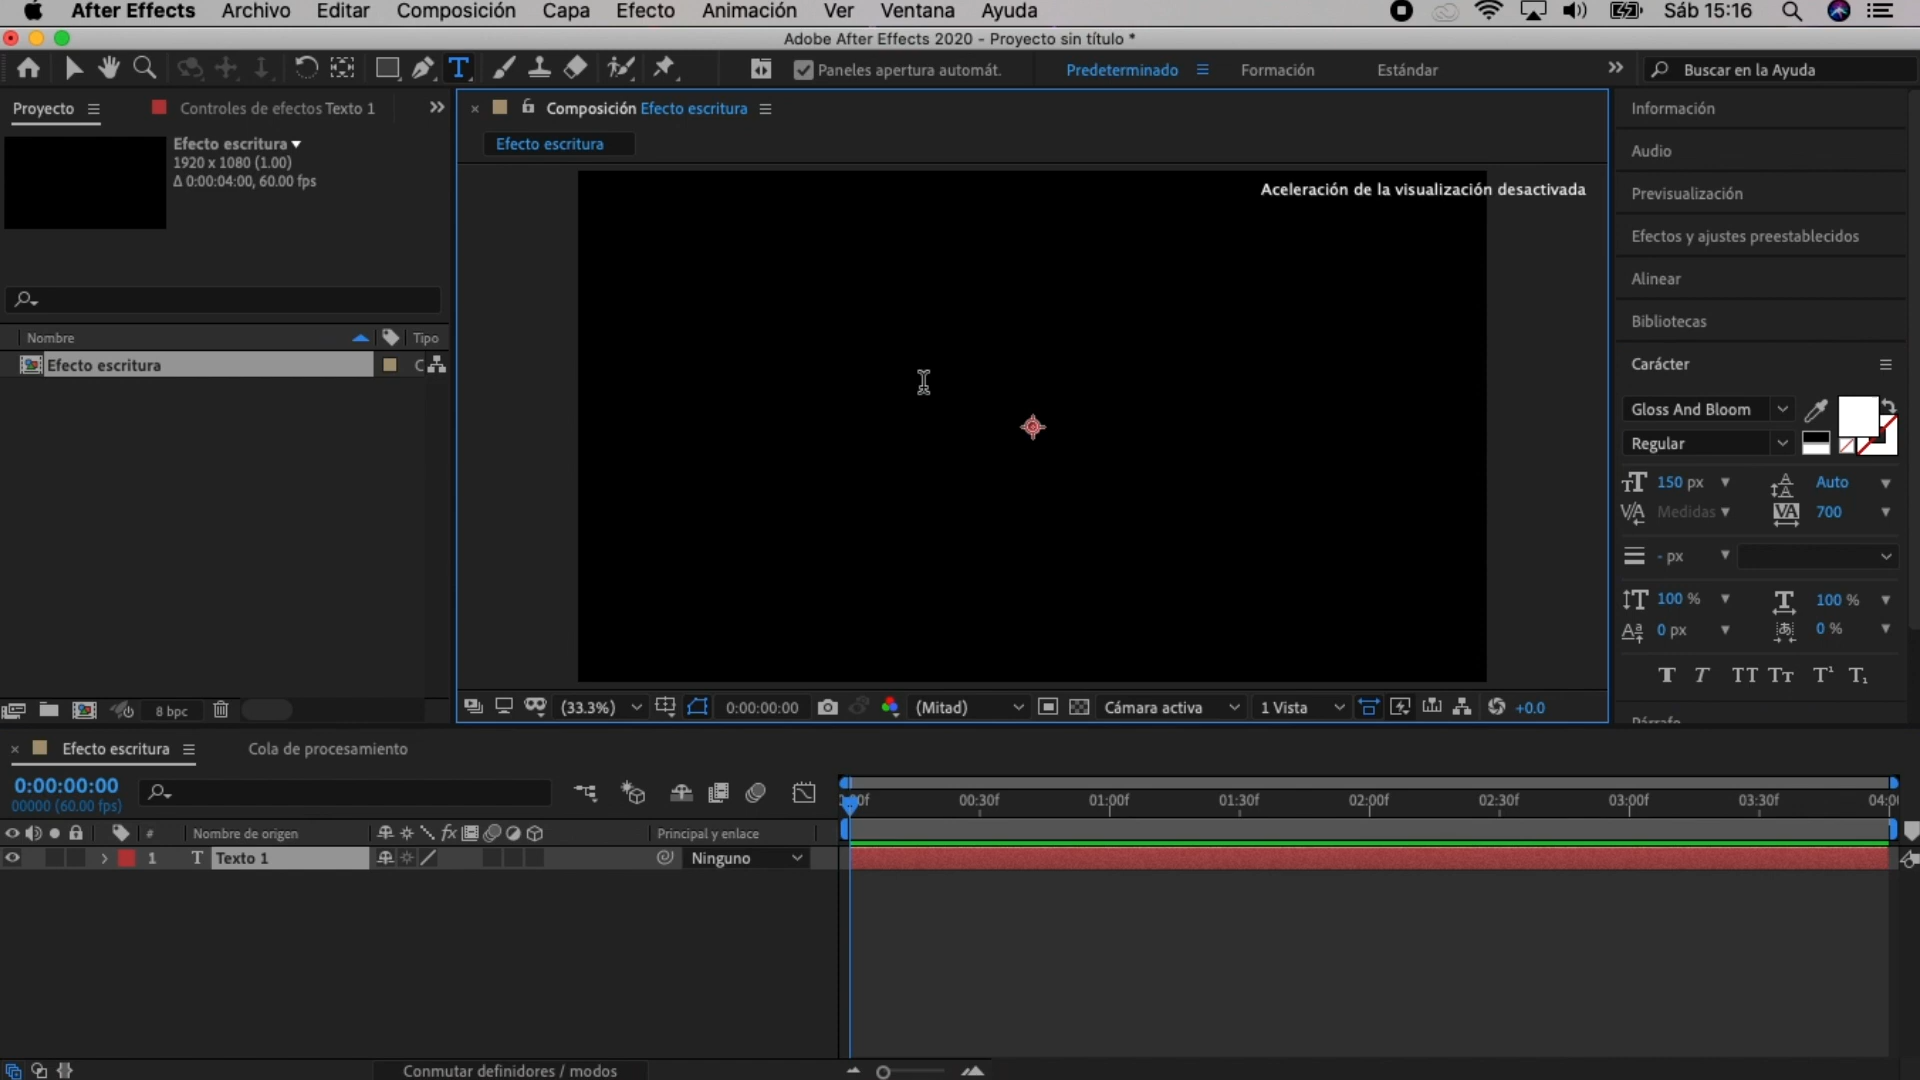 After Effects Archivo Editar Composición Capa Efecto Animación Ver Ventana Ayuda Sáb 15:16
Adobe After Effects 2020 - Proyecto sin título *
Paneles apertura automát. Predeterminado Formación Estándar Buscar en la Ayuda
Proyecto Controles de efectos Texto 1
Composición Efecto escritura
Información
Efecto escritura
1920 x 1080 (1.00)
Δ 0:00:04:00, 60.00 fps
Efecto escritura
Aceleración de la visualización desactivada
Audio
Previsualización
Efectos y ajustes preestablecidos
Alinear
Bibliotecas
Carácter
Nombre Tipo
Efecto escritura C
Gloss And Bloom
Regular
150 px Auto
Medidas 700
- px
100 % 100 %
0 px 0 %
T T TT Tt T¹ T₁
Párrafo
8 bpc
(33.3%) 0:00:00:00 (Mitad) Cámara activa 1 Vista +0.0
Efecto escritura Cola de procesamiento
0:00:00:00
00000 (60.00 fps)
00:30f 01:00f 01:30f 02:00f 02:30f 03:00f 03:30f 04:0
# Nombre de origen fx Principal y enlace
1 T Texto 1 Ninguno
Conmutar definidores / modos